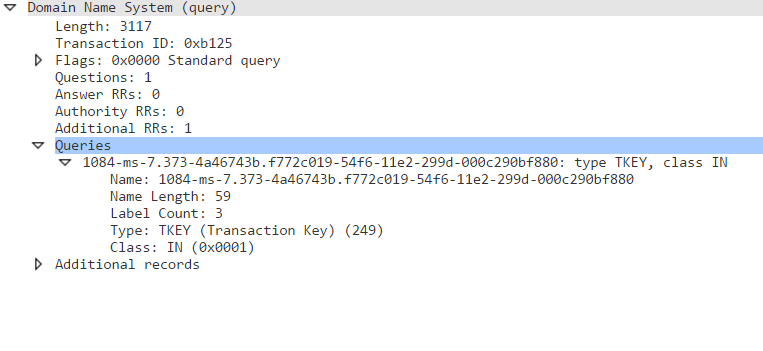 Domain Name System (query)
Length: 3117
Transaction ID: 0xb125
Flags: 0x0000 Standard query
Questions: 1
Answer RRs: 0
Authority RRs: 0
Additional RRs: 1
Queries
1084-ms-7.373-4a46743b.f772c019-54f6-11e2-299d-000c290bf880: type TKEY, class IN
Name: 1084-ms-7.373-4a46743b.f772c019-54f6-11e2-299d-000c290bf880
Name Length: 59
Label Count: 3
Type: TKEY (Transaction Key) (249)
Class: IN (0x0001)
Additional records